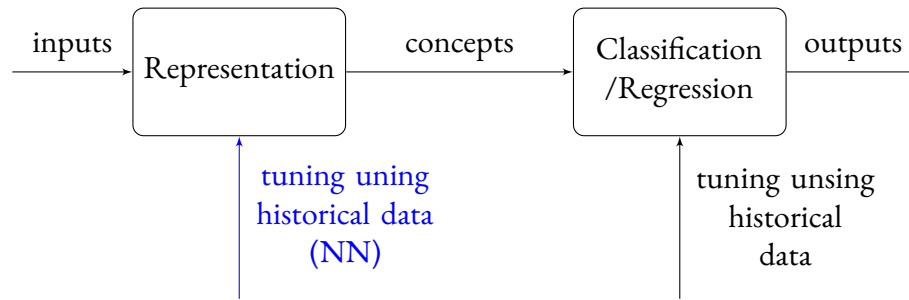 inputs
Representation
concepts
Classification
/Regression
outputs
tuning uning
historical data
(NN)
tuning unsing
historical
data